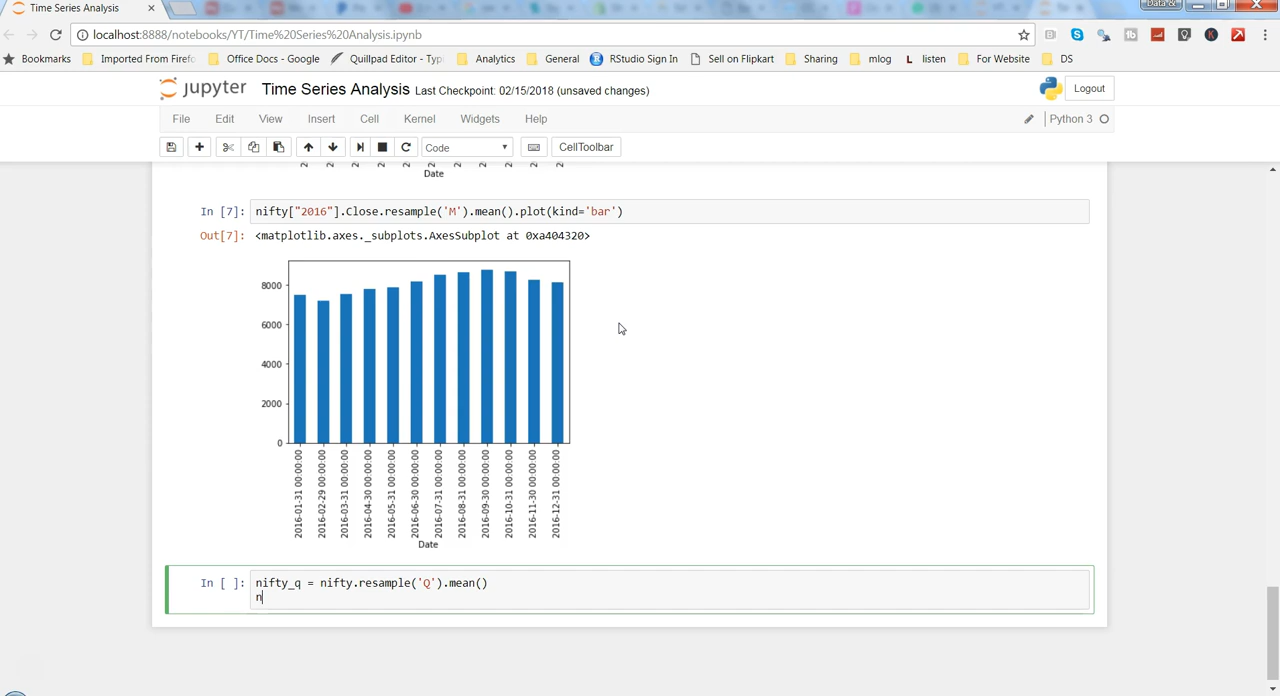 Time Series Analysis
Data &
localhost:8888/notebooks/YT/Time%20Series%20Analysis.ipynb
Bookmarks Imported From Firefo Office Docs - Google Quillpad Editor - Typi Analytics General RStudio Sign In Sell on Flipkart Sharing mlog L listen For Website DS
jupyter Time Series Analysis Last Checkpoint: 02/15/2018 (unsaved changes) Logout
File Edit View Insert Cell Kernel Widgets Help Python 3
Code CellToolbar
Date
In [7]: nifty["2016"].Close.resample('M').mean().plot(kind='bar')
Out[7]: <matplotlib.axes._subplots.AxesSubplot at 0xa404320>
8000
6000
4000
2000
0
2016-01-31 00:00:00
2016-02-29 00:00:00
2016-03-31 00:00:00
2016-04-30 00:00:00
2016-05-31 00:00:00
2016-06-30 00:00:00
2016-07-31 00:00:00
2016-08-31 00:00:00
2016-09-30 00:00:00
2016-10-31 00:00:00
2016-11-30 00:00:00
2016-12-31 00:00:00
Date
In [ ]: nifty_q = nifty.resample('Q').mean()
n